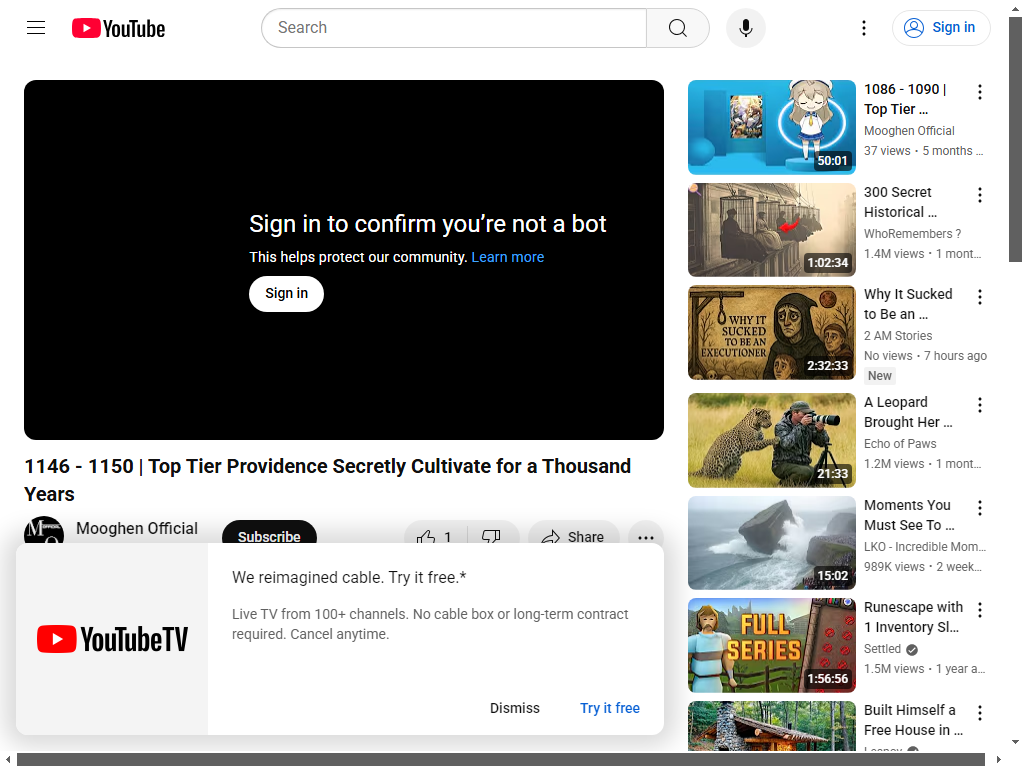 YouTube
Search
Sign in
Sign in to confirm you’re not a bot
This helps protect our community. Learn more
Sign in
1146 - 1150 | Top Tier Providence Secretly Cultivate for a Thousand
Years
Mooghen Official
Subscribe
1
Share
YouTubeTV
We reimagined cable. Try it free.*
Live TV from 100+ channels. No cable box or long-term contract
required. Cancel anytime.
Dismiss
Try it free
50:01
1086 - 1090 |
Top Tier ...
Mooghen Official
37 views • 5 months ...
1:02:34
300 Secret
Historical ...
WhoRemembers ?
1.4M views • 1 mont...
WHY IT
SUCKED
TO BE AN
EXECUTIONER
2:32:33
Why It Sucked
to Be an ...
2 AM Stories
No views • 7 hours ago
New
21:33
A Leopard
Brought Her ...
Echo of Paws
1.2M views • 1 mont...
15:02
Moments You
Must See To ...
LKO - Incredible Mom...
989K views • 2 week...
FULL
SERIES
1:56:56
Runescape with
1 Inventory Sl...
Settled
1.5M views • 1 year a...
Built Himself a
Free House in ...